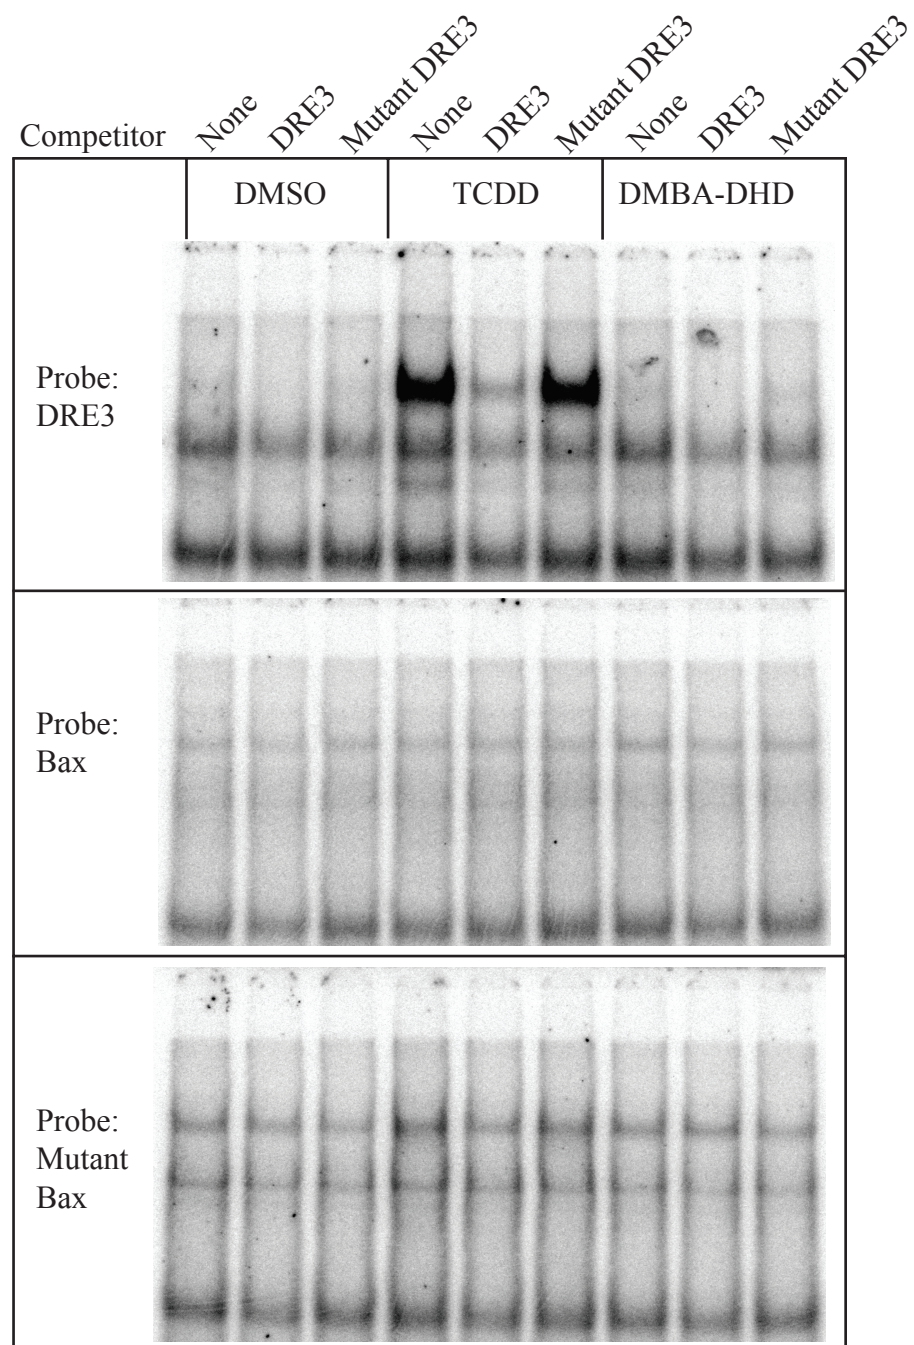 Competitor None DRE3 Mutant DRE3 None DRE3 Mutant DRE3 None DRE3 Mutant DRE3
DMSO TCDD DMBA-DHD
Probe:
DRE3
Probe:
Bax
Probe:
Mutant
Bax